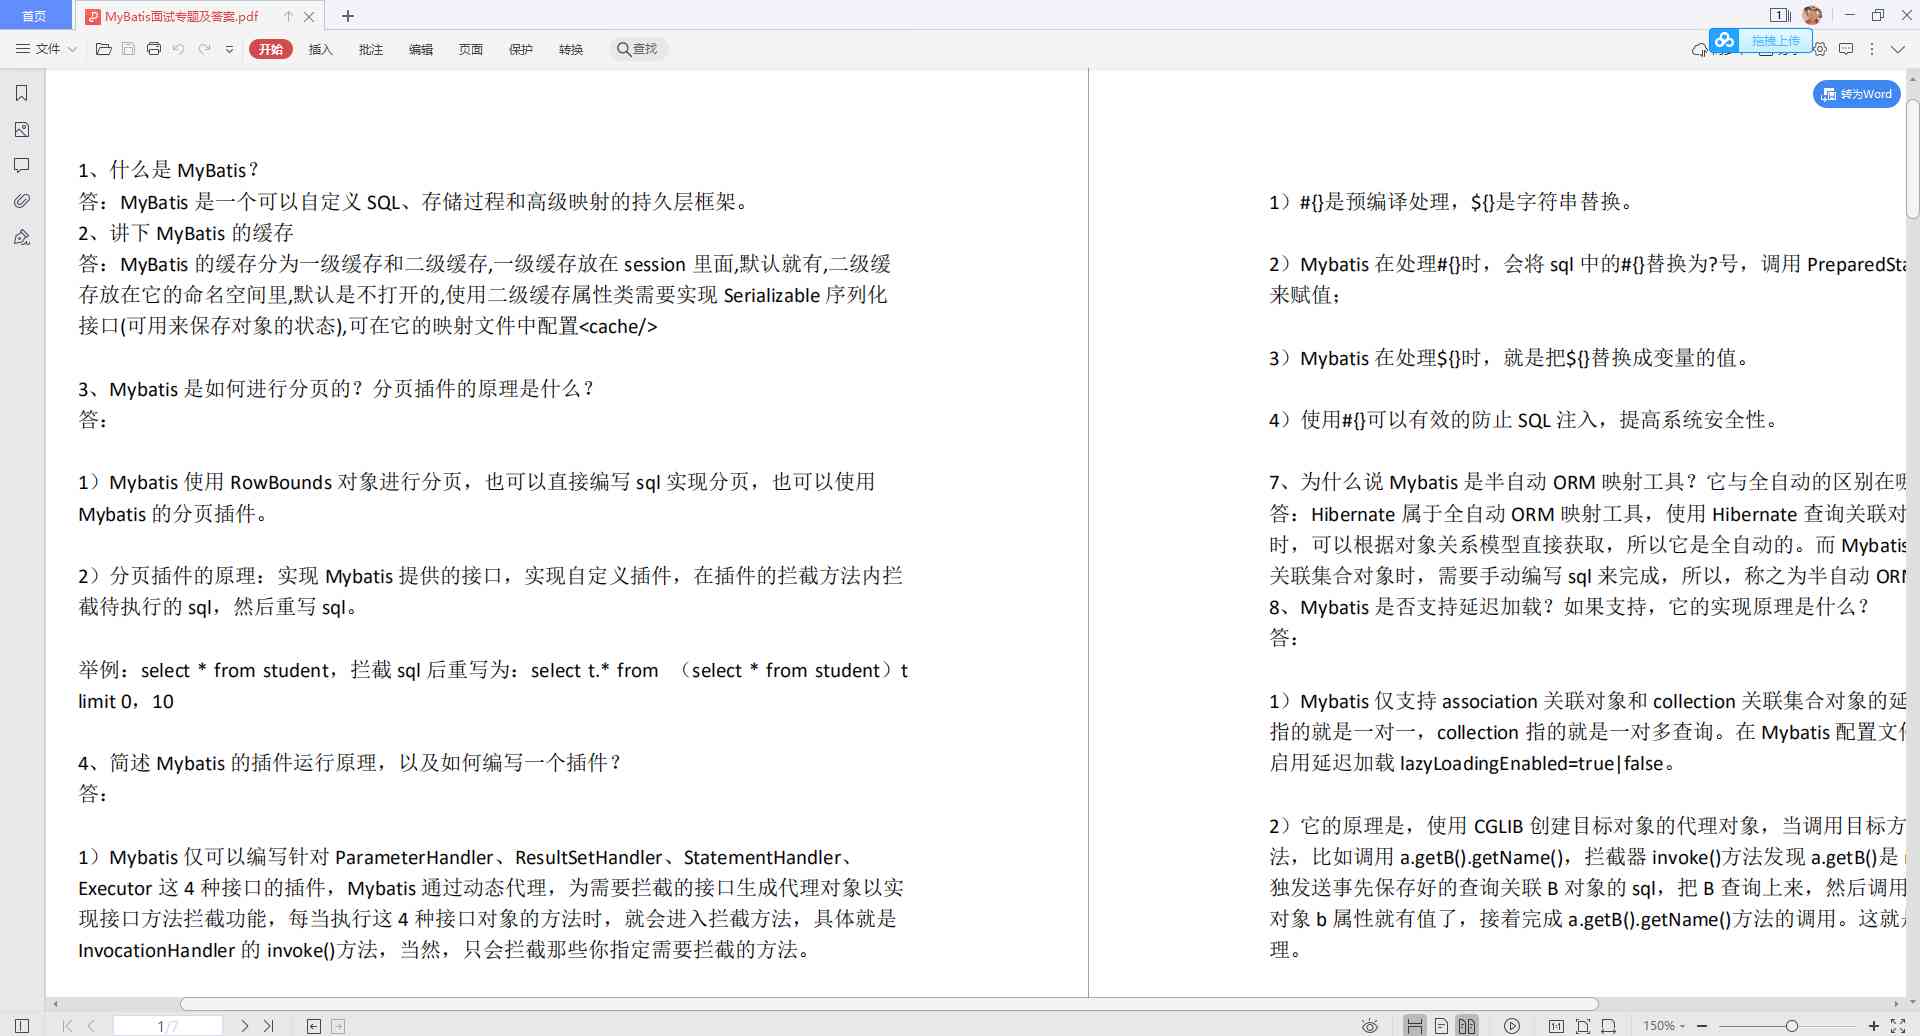 首页
MyBatis面试专题及答案.pdf
1
文件
开始
插入
批注
编辑
页面
保护
转换
查找
拖拽上传
转为Word
1、什么是 MyBatis？
答：MyBatis 是一个可以自定义 SQL、存储过程和高级映射的持久层框架。
2、讲下 MyBatis 的缓存
答：MyBatis 的缓存分为一级缓存和二级缓存,一级缓存放在 session 里面,默认就有,二级缓
存放在它的命名空间里,默认是不打开的,使用二级缓存属性类需要实现 Serializable 序列化
接口(可用来保存对象的状态),可在它的映射文件中配置<cache/>
3、Mybatis 是如何进行分页的？分页插件的原理是什么？
答：
1）Mybatis 使用 RowBounds 对象进行分页，也可以直接编写 sql 实现分页，也可以使用
Mybatis 的分页插件。
2）分页插件的原理：实现 Mybatis 提供的接口，实现自定义插件，在插件的拦截方法内拦
截待执行的 sql，然后重写 sql。
举例：select * from student，拦截 sql 后重写为：select t.* from （select * from student）t
limit 0，10
4、简述 Mybatis 的插件运行原理，以及如何编写一个插件？
答：
1）Mybatis 仅可以编写针对 ParameterHandler、ResultSetHandler、StatementHandler、
Executor 这 4 种接口的插件，Mybatis 通过动态代理，为需要拦截的接口生成代理对象以实
现接口方法拦截功能，每当执行这 4 种接口对象的方法时，就会进入拦截方法，具体就是
InvocationHandler 的 invoke()方法，当然，只会拦截那些你指定需要拦截的方法。
1）#{}是预编译处理，${}是字符串替换。
2）Mybatis 在处理#{}时，会将 sql 中的#{}替换为?号，调用 PreparedSta
来赋值；
3）Mybatis 在处理${}时，就是把${}替换成变量的值。
4）使用#{}可以有效的防止 SQL 注入，提高系统安全性。
7、为什么说 Mybatis 是半自动 ORM 映射工具？它与全自动的区别在哪
答：Hibernate 属于全自动 ORM 映射工具，使用 Hibernate 查询关联对
时，可以根据对象关系模型直接获取，所以它是全自动的。而 Mybatis
关联集合对象时，需要手动编写 sql 来完成，所以，称之为半自动 ORM
8、Mybatis 是否支持延迟加载？如果支持，它的实现原理是什么？
答：
1）Mybatis 仅支持 association 关联对象和 collection 关联集合对象的延
指的就是一对一，collection 指的就是一对多查询。在 Mybatis 配置文件
启用延迟加载 lazyLoadingEnabled=true|false。
2）它的原理是，使用 CGLIB 创建目标对象的代理对象，当调用目标方
法，比如调用 a.getB().getName()，拦截器 invoke()方法发现 a.getB()是
独发送事先保存好的查询关联 B 对象的 sql，把 B 查询上来，然后调用
对象 b 属性就有值了，接着完成 a.getB().getName()方法的调用。这就是
理。
1/7
150%